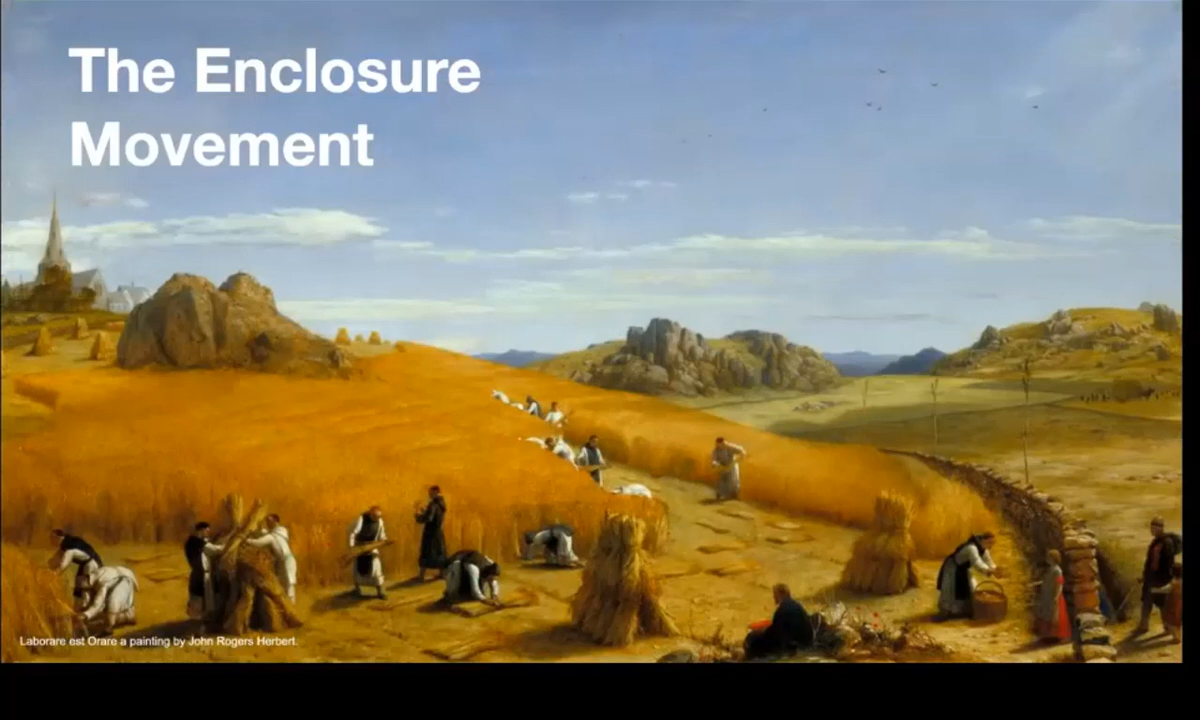 The Enclosure
Movement
Laborare est Orare a painting by John Rogers Herbert.